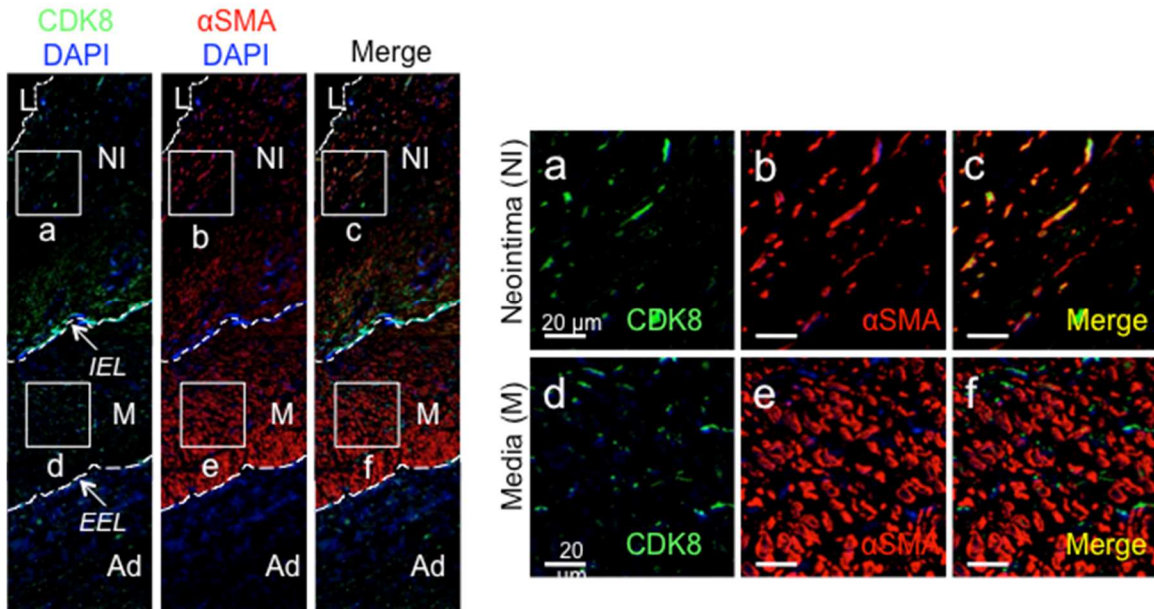 CDK8
DAPI
αSMA
DAPI
Merge
L
NI
a
IEL
M
d
EEL
Ad
L
NI
b
M
e
Ad
L
NI
c
M
f
Ad
Neointima (NI)
a
20 μm
CDK8
b
αSMA
c
Merge
Media (M)
d
20
μm
CDK8
e
αSMA
f
Merge